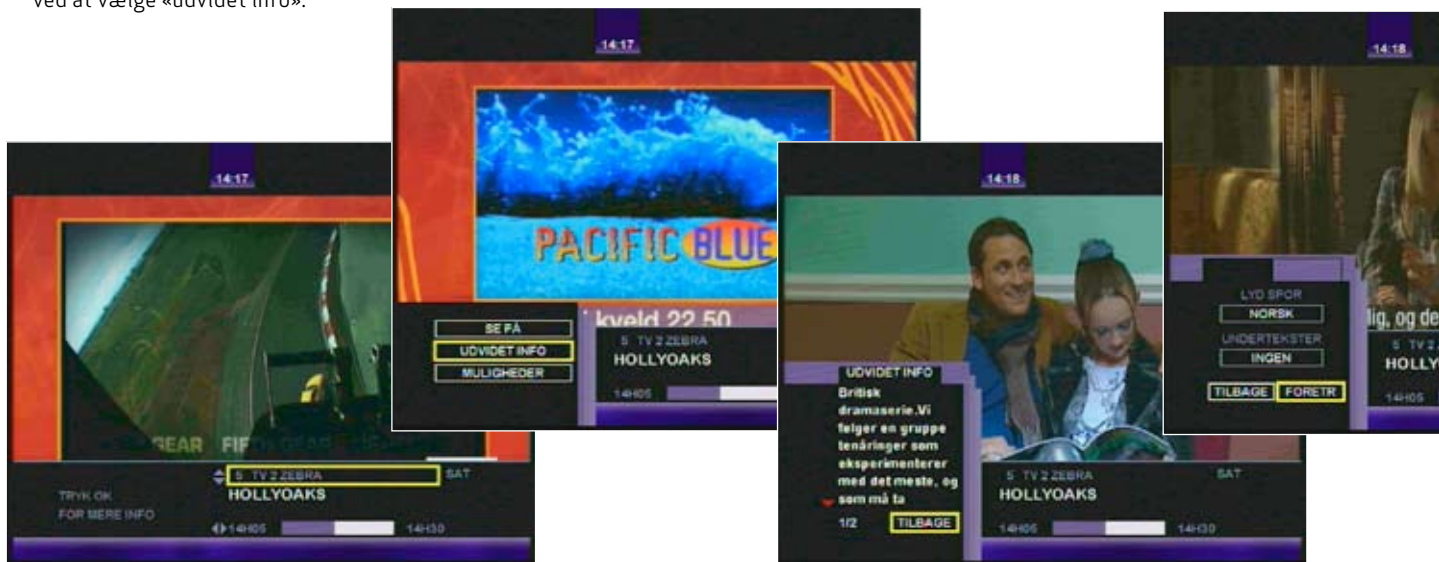 ved at vælge «udvidet info».
14:17
GEAR FIFTH GEAR
5 TV 2 ZEBRA
SAT
HOLLYOAKS
TRYK OK
FOR MERE INFO
14H05
14H30
14:17
PACIFIC BLUE
kveld 22.50
SE PÅ
UDVIDET INFO
MULIGHEDER
5 TV 2 ZEBRA
HOLLYOAKS
14H05
14:18
UDVIDET INFO
Britisk
dramaserie.Vi
følger en gruppe
tenåringer som
eksperimenterer
med det meste, og
som må ta
1/2
TILBAGE
5 TV 2 ZEBRA
SAT
HOLLYOAKS
14H05
14H30
14:18
LYD SPOR
NORSK
UNDERTEKSTER
INGEN
TILBAGE FORETR
lig, og de
5 TV 2
HOLLY
14H05